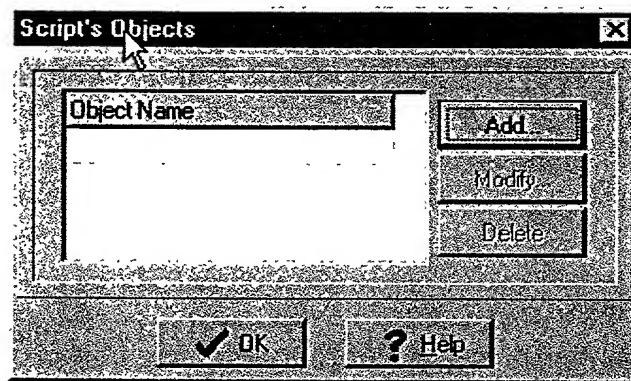 Script's Objects
Object Name
Add...
Modify...
Delete
OK
Help